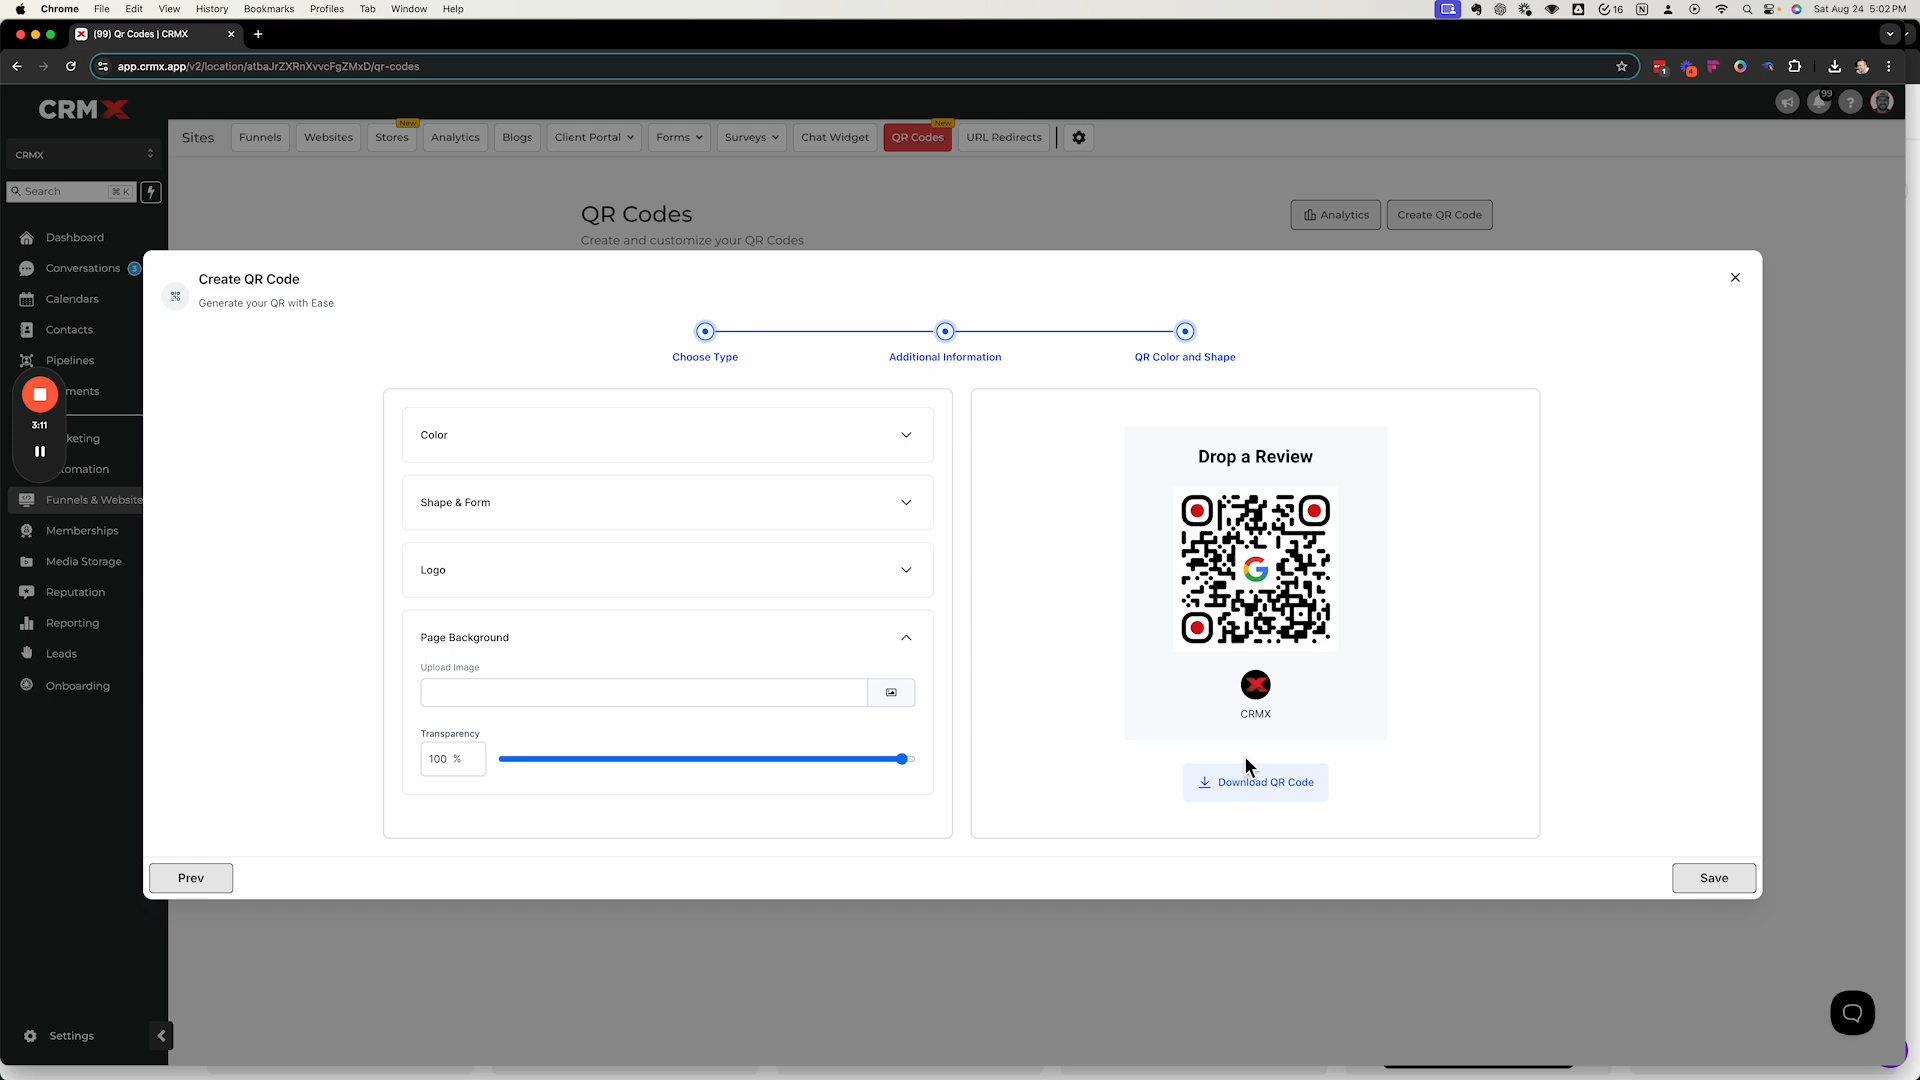 Chrome File Edit View History Bookmarks Profiles Tab Window Help
16
Sat Aug 24 5:02 PM
(99) Qr Codes | CRMX
app.crmx.app/v2/location/atbaJrZXRnXvvcFgZMxD/qr-codes
1
4
CRMX
99
?
CRMX
Search
⌘ K
Dashboard
Conversations 3
Calendars
Contacts
Pipelines
ments
3:11
keting
tomation
Funnels & Website
Memberships
Media Storage
Reputation
Reporting
Leads
Onboarding
Settings
New
New
Sites Funnels Websites Stores Analytics Blogs Client Portal Forms Surveys Chat Widget QR Codes URL Redirects
QR Codes
Create and customize your QR Codes
Analytics
Create QR Code
Create QR Code
Generate your QR with Ease
Choose Type
Additional Information
QR Color and Shape
Color
Shape & Form
Logo
Page Background
Upload Image
Transparency
100 %
Drop a Review
G
X
CRMX
Download QR Code
Prev
Save